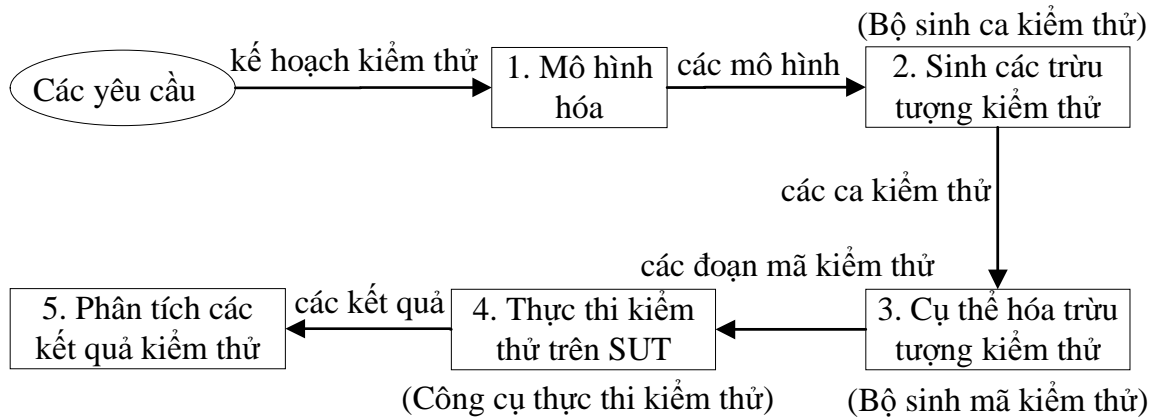 (Bộ sinh ca kiểm thử)
Các yêu cầu
kế hoạch kiểm thử
1. Mô hình
hóa
các mô hình
2. Sinh các trừu
tượng kiểm thử
các ca kiểm thử
các đoạn mã kiểm thử
3. Cụ thể hóa trừu
tượng kiểm thử
(Bộ sinh mã kiểm thử)
4. Thực thi kiểm
thử trên SUT
(Công cụ thực thi kiểm thử)
các kết quả
5. Phân tích các
kết quả kiểm thử